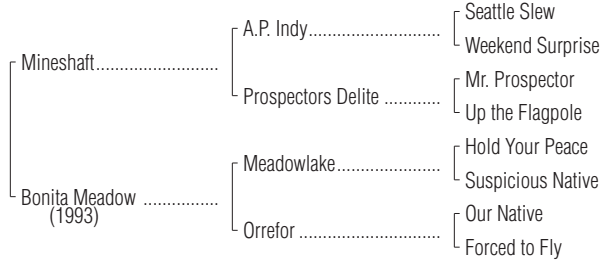 Seattle Slew
A.P. Indy..............................
Weekend Surprise
Mineshaft............................
Mr. Prospector
Prospectors Delite .............
Up the Flagpole
Hold Your Peace
Meadowlake.......................
Suspicious Native
Bonita Meadow .................
(1993)
Our Native
Orrefor ................................
Forced to Fly